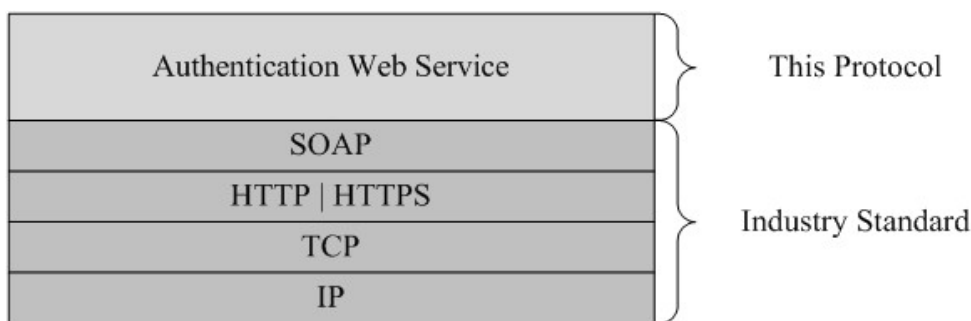 Authentication Web Service
This Protocol
SOAP
HTTP | HTTPS
TCP
IP
Industry Standard